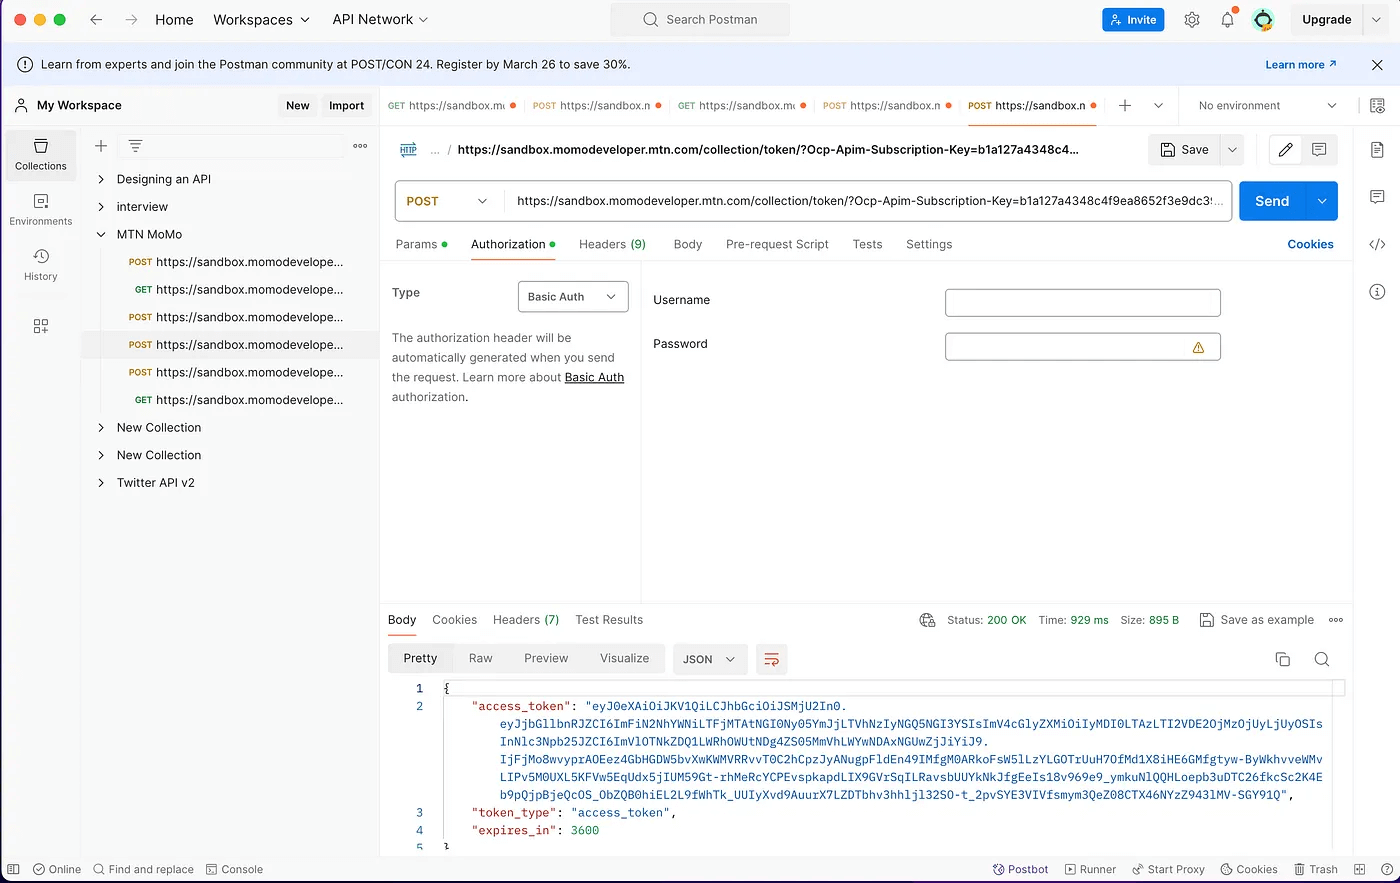 Home Workspaces API Network Search Postman Invite Upgrade
Learn from experts and join the Postman community at POST/CON 24. Register by March 26 to save 30%. Learn more
My Workspace New Import GET https://sandbox.m POST https://sandbox.n GET https://sandbox.m POST https://sandbox.n POST https://sandbox.n No environment
Collections
Environments
History
Designing an API
interview
MTN MoMo
POST https://sandbox.momodevelope...
GET https://sandbox.momodevelope...
POST https://sandbox.momodevelope...
POST https://sandbox.momodevelope...
POST https://sandbox.momodevelope...
GET https://sandbox.momodevelope...
New Collection
New Collection
Twitter API v2
HTTP ... / https://sandbox.momodeveloper.mtn.com/collection/token/?Ocp-Apim-Subscription-Key=b1a127a4348c4... Save
POST https://sandbox.momodeveloper.mtn.com/collection/token/?Ocp-Apim-Subscription-Key=b1a127a4348c4f9ea8652f3e9dc3... Send
Params Authorization Headers (9) Body Pre-request Script Tests Settings Cookies
Type Basic Auth
The authorization header will be
automatically generated when you send
the request. Learn more about Basic Auth
authorization.
Username
Password
Body Cookies Headers (7) Test Results Status: 200 OK Time: 929 ms Size: 895 B Save as example
Pretty Raw Preview Visualize JSON
1 {
2 "access_token": "eyJ0eXAiOiJKV1QiLCJhbGciOiJSMjU2In0.
3 "token_type": "access_token",
4 "expires_in": 3600
5 }
Online Find and replace Console Postbot Runner Start Proxy Cookies Trash